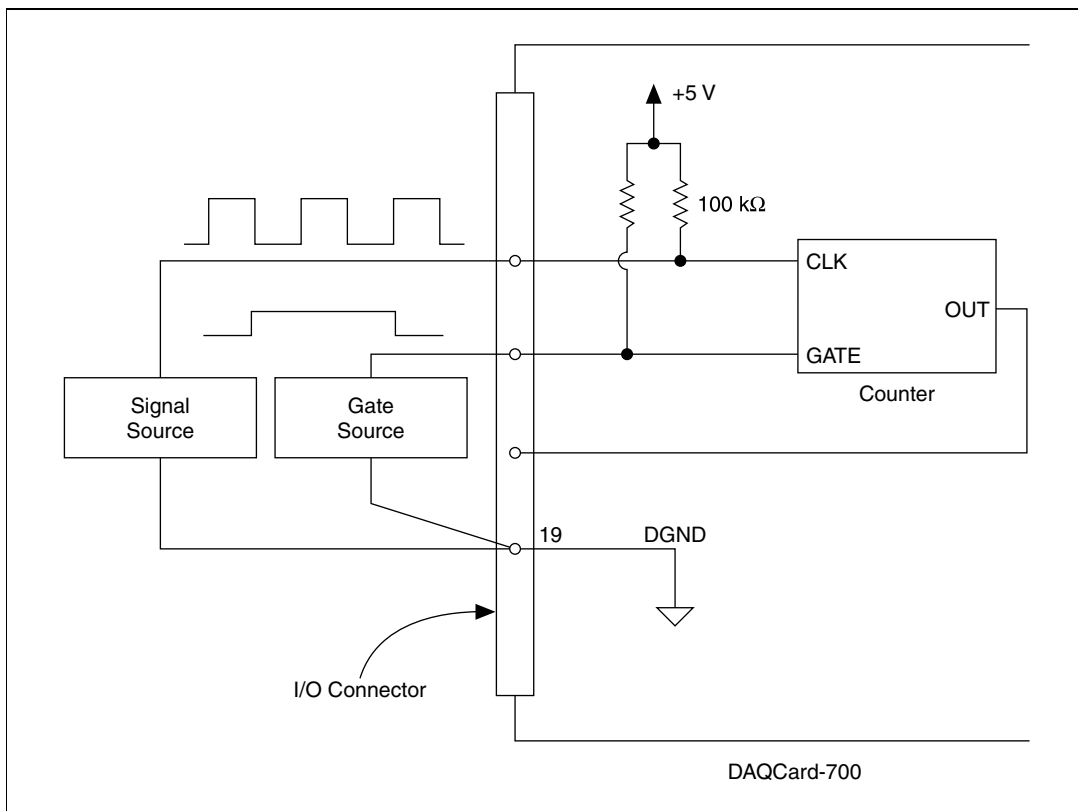 +5 V
100 kΩ
CLK
OUT
GATE
Counter
Signal
Source
Gate
Source
19
DGND
I/O Connector
DAQCard-700